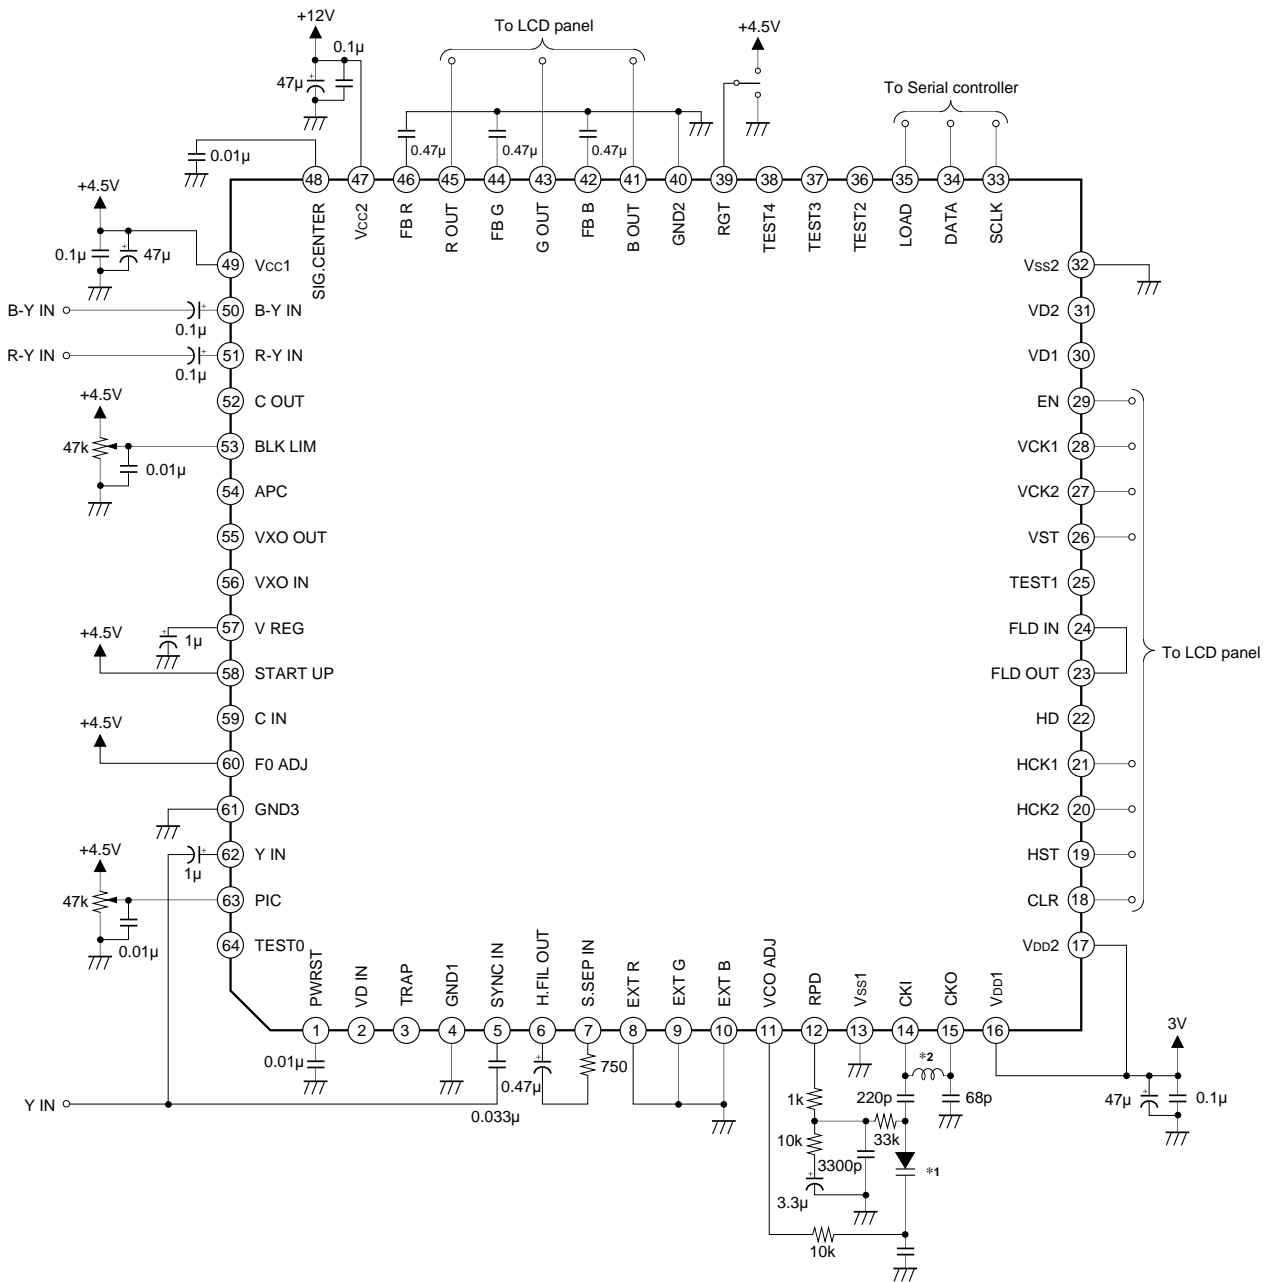 +12V
To LCD panel
+4.5V
0.1µ
47µ
To Serial controller
0.01µ
0.47µ
0.47µ
0.47µ
48 47 46 45 44 43 42 41 40 39 38 37 36 35 34 33
SIG.CENTER
VCC2
FB R
R OUT
FB G
G OUT
FB B
B OUT
GND2
RGT
TEST4
TEST3
TEST2
LOAD
DATA
SCLK
+4.5V
0.1µ
47µ
49 VCC1
VSS2 32
B-Y IN
0.1µ
50 B-Y IN
VD2 31
R-Y IN
0.1µ
51 R-Y IN
VD1 30
52 C OUT
EN 29
+4.5V
47k
0.01µ
53 BLK LIM
VCK1 28
54 APC
VCK2 27
55 VXO OUT
VST 26
56 VXO IN
TEST1 25
1µ
57 V REG
FLD IN 24
+4.5V
58 START UP
FLD OUT 23
To LCD panel
59 C IN
HD 22
+4.5V
60 F0 ADJ
HCK1 21
61 GND3
HCK2 20
1µ
62 Y IN
HST 19
+4.5V
47k
0.01µ
63 PIC
CLR 18
64 TEST0
VDD2 17
PWRST
VD IN
TRAP
GND1
SYNC IN
H.FIL OUT
S.SEP IN
EXT R
EXT G
EXT B
VCO ADJ
RPD
VSS1
CKI
CKO
VDD1
1 2 3 4 5 6 7 8 9 10 11 12 13 14 15 16
3V
0.01µ
0.47µ
750
*2
1k
220p
68p
47µ
0.1µ
Y IN
0.033µ
33k
10k
3300p
*1
3.3µ
10k